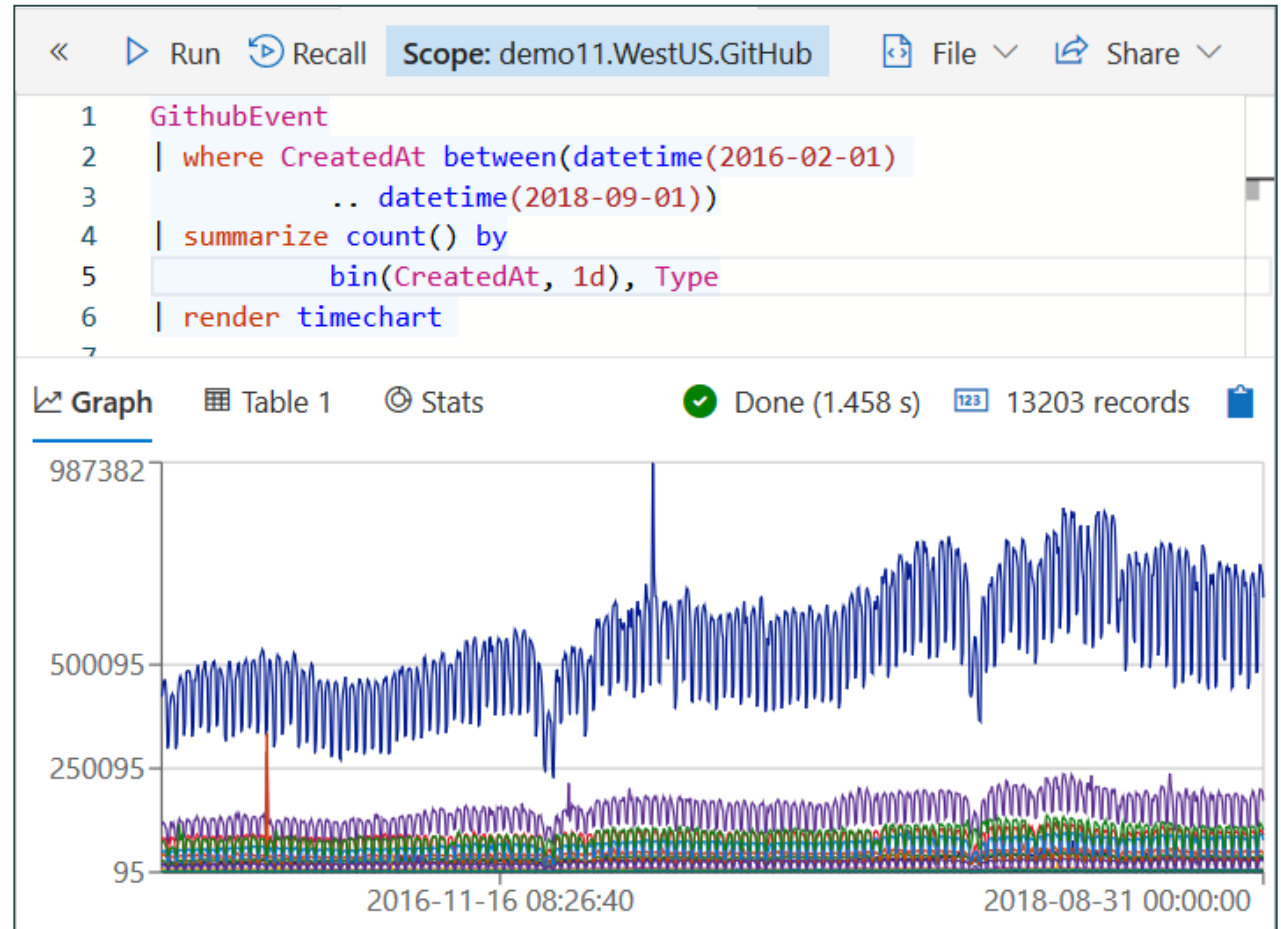 « Run Recall Scope: demo11.WestUS.GitHub File Share
1 GithubEvent
2 | where CreatedAt between(datetime(2016-02-01)
3 .. datetime(2018-09-01))
4 | summarize count() by
5 bin(CreatedAt, 1d), Type
6 | render timechart
7
Graph Table 1 Stats Done (1.458 s) 123 13203 records
987382
500095
250095
95
2016-11-16 08:26:40 2018-08-31 00:00:00